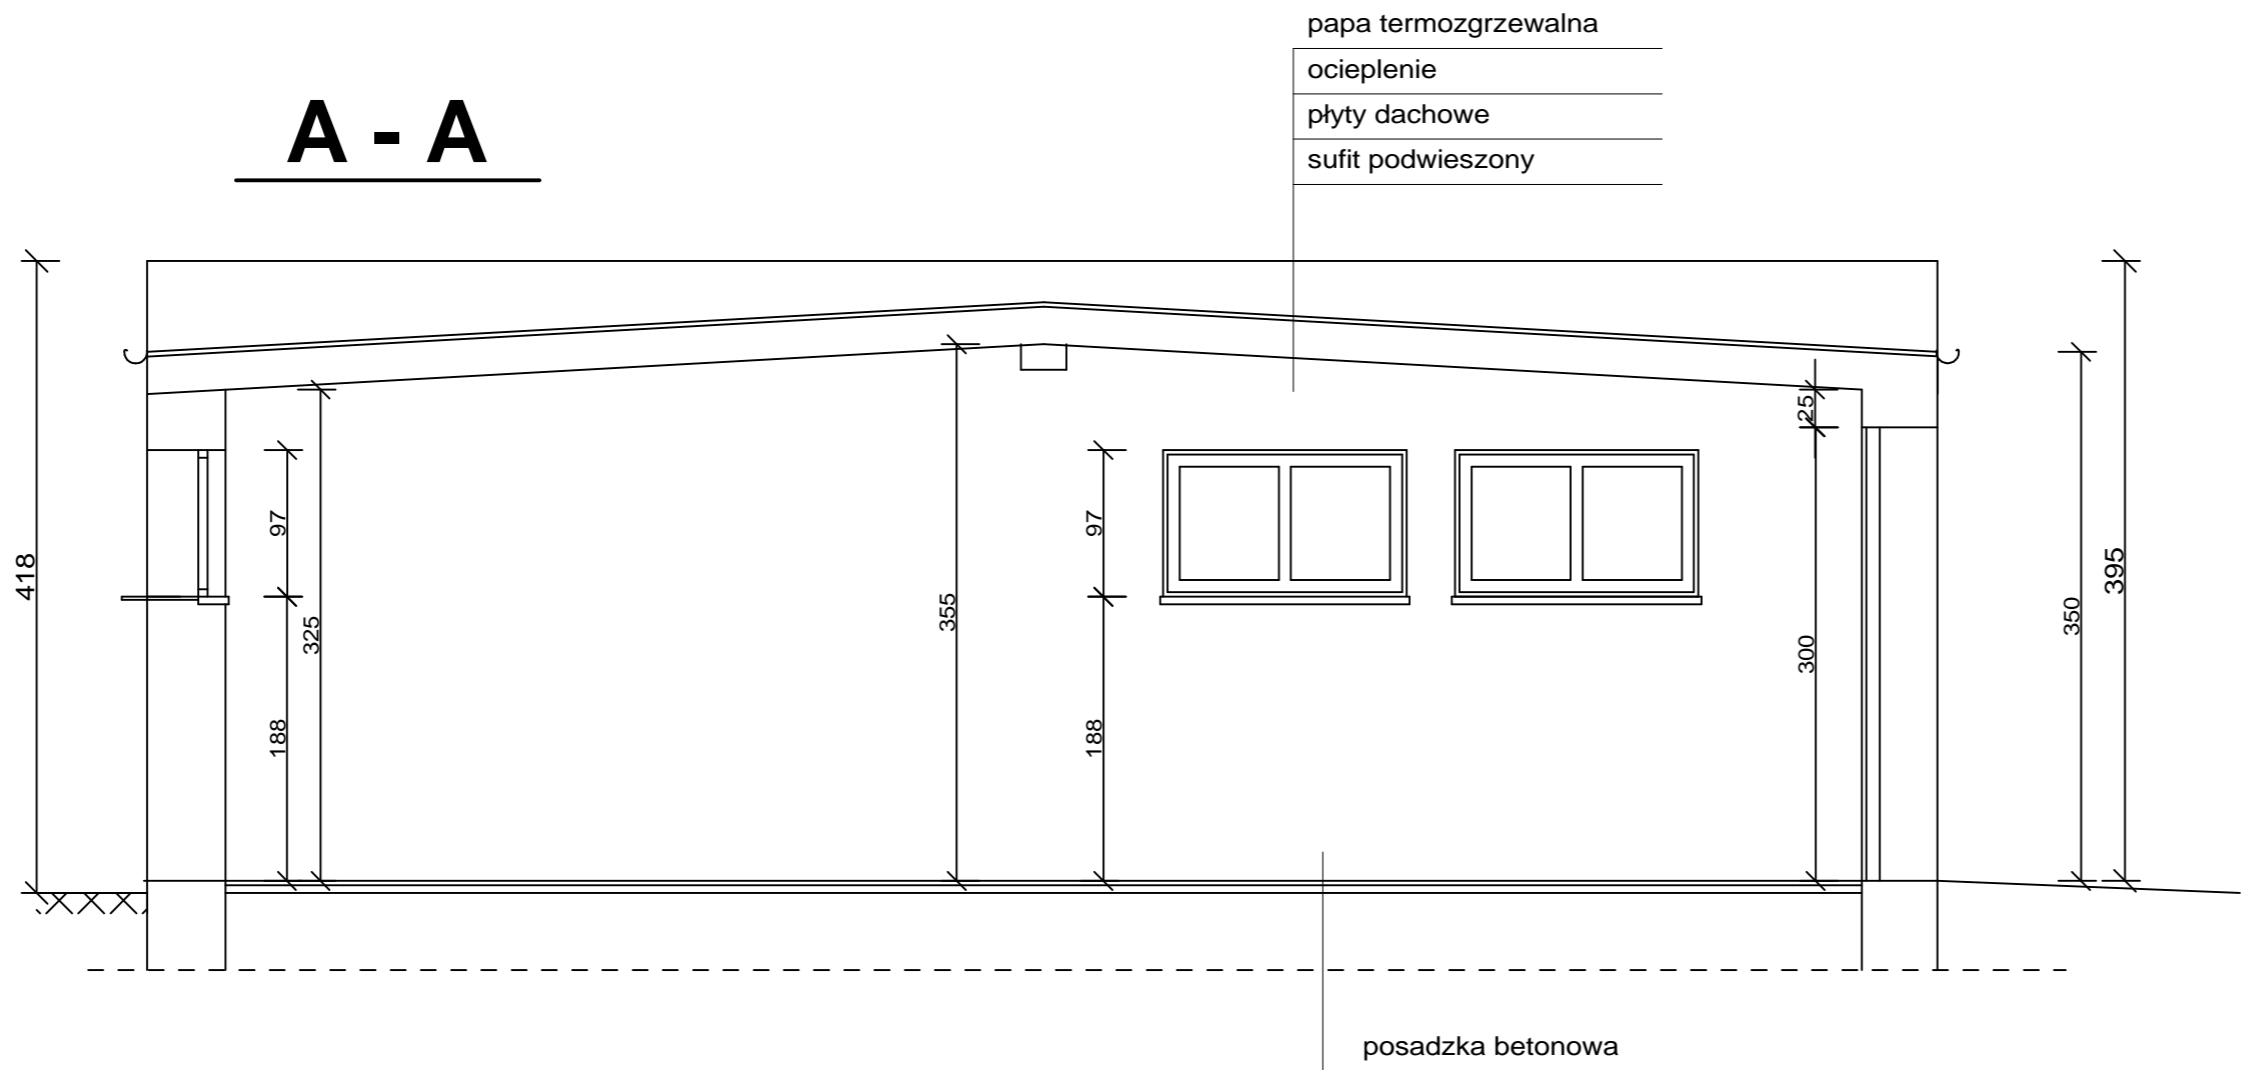 papa termozgrzewalna
ocieplenie
płyty dachowe
sufit podwieszony
A - A
418
97
188
325
355
97
188
25
300
350
395
posadzka betonowa